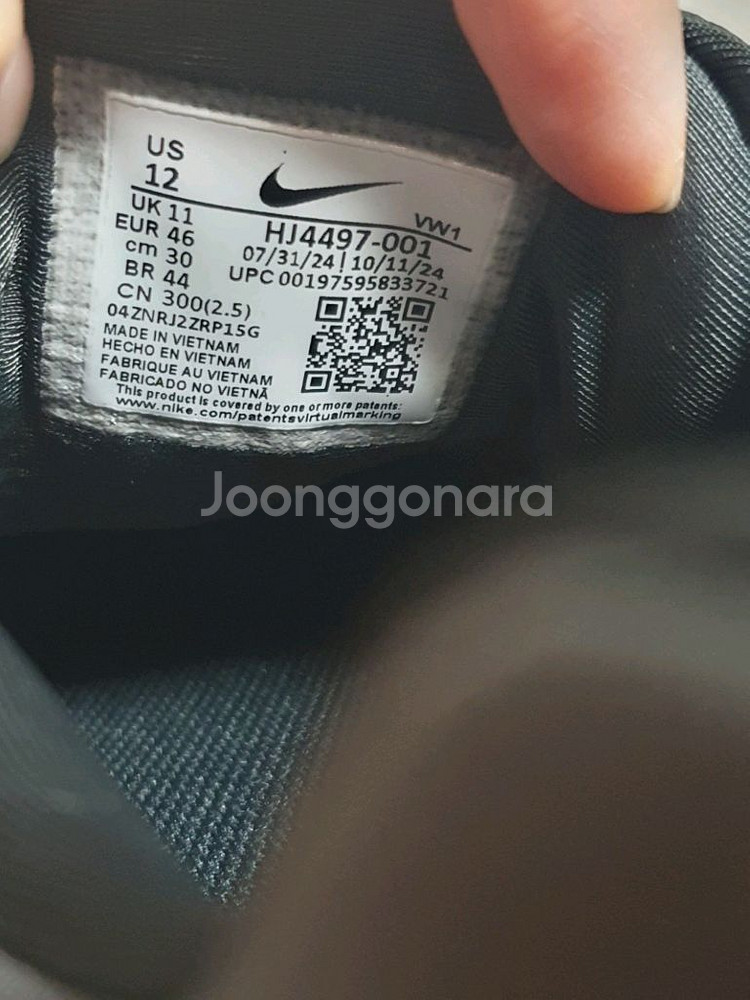 US
12
UK 11
EUR 46
cm 30
BR 44
CN 300(2.5)
VW1
HJ4497-001
07/31/24 | 10/11/24
UPC 00197595833721
04ZNRJ2ZRP15G
MADE IN VIETNAM
HECHO EN VIETNAM
FABRIQUE AU VIETNAM
FABRICADO NO VIETNÃ
This product is covered by one or more patents:
www.nike.com/patentsvirtualmarking
Joonggonara